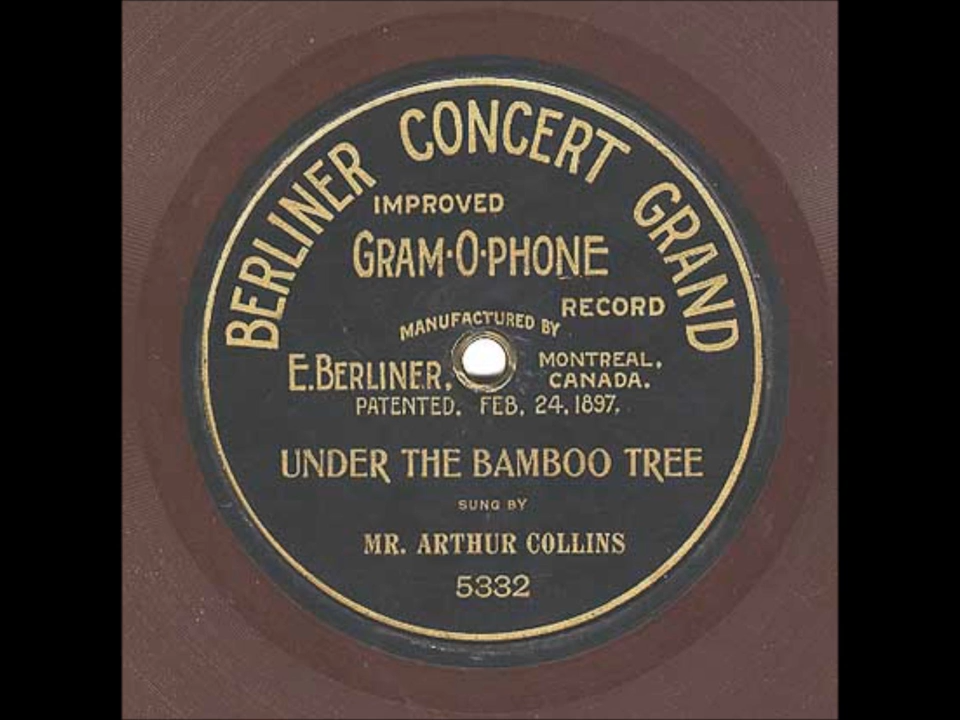 BERLINER CONCERT GRAND
IMPROVED
GRAM·O·PHONE
RECORD
MANUFACTURED BY
E. BERLINER, MONTREAL,
CANADA.
PATENTED. FEB. 24. 1897.
UNDER THE BAMBOO TREE
SUNG BY
MR. ARTHUR COLLINS
5332